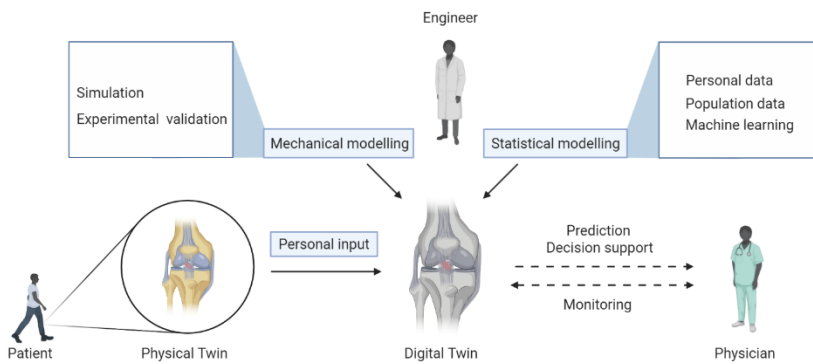 Engineer
Simulation
Experimental validation
Mechanical modelling
Statistical modelling
Personal data
Population data
Machine learning
Personal input
Prediction
Decision support
Monitoring
Patient
Physical Twin
Digital Twin
Physician